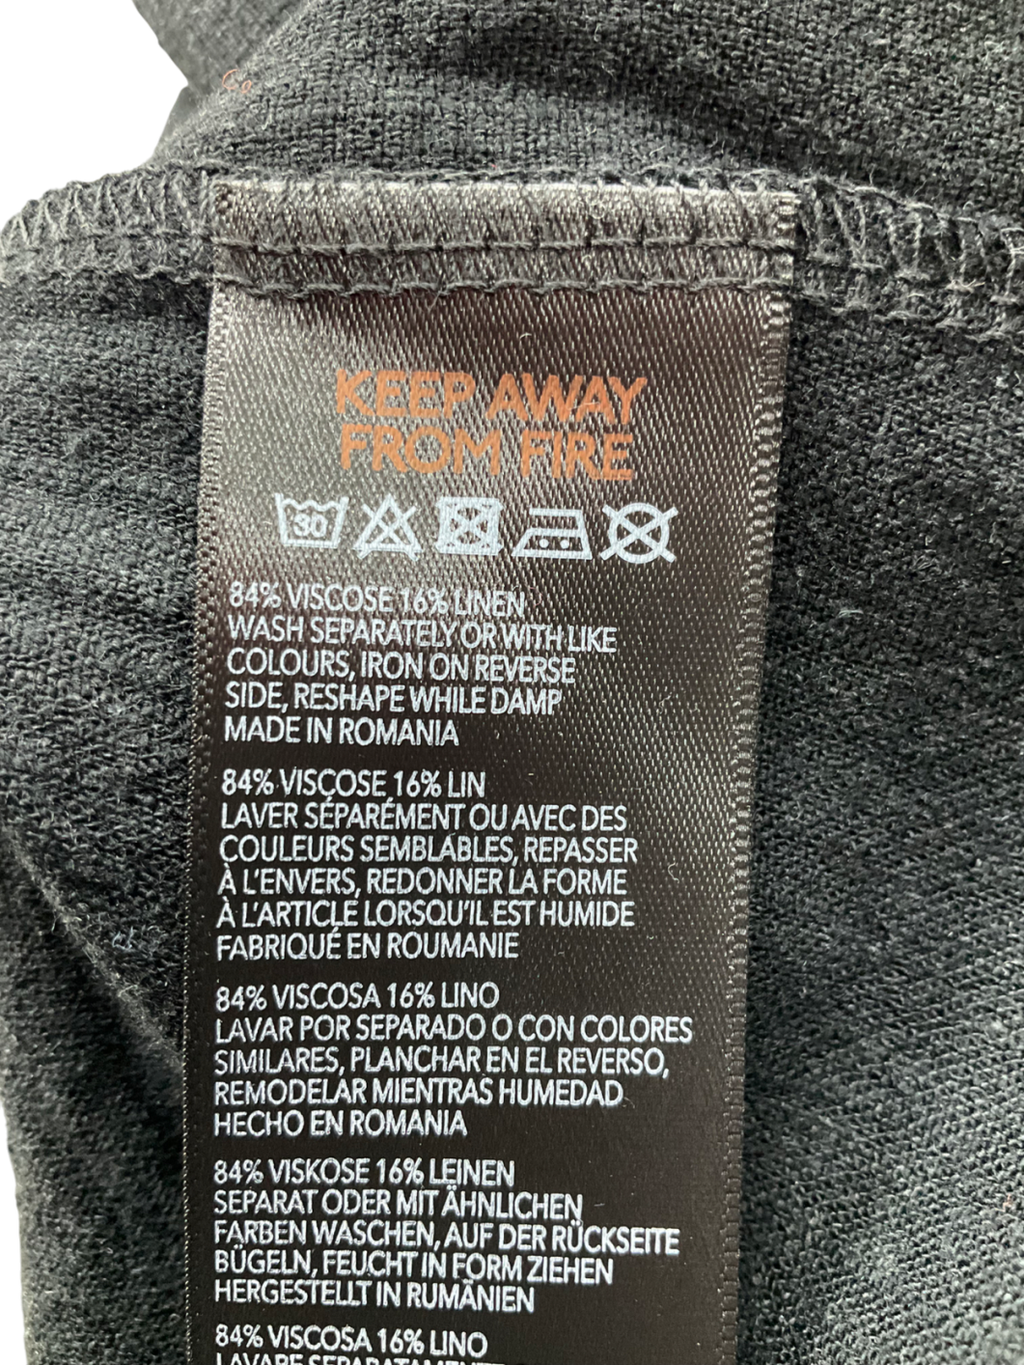 KEEP AWAY
FROM FIRE
30
84% VISCOSE 16% LINEN
WASH SEPARATELY OR WITH LIKE
COLOURS, IRON ON REVERSE
SIDE, RESHAPE WHILE DAMP
MADE IN ROMANIA
84% VISCOSE 16% LIN
LAVER SÉPARÉMENT OU AVEC DES
COULEURS SEMBLABLES, REPASSER
À L'ENVERS, REDONNER LA FORME
À L'ARTICLE LORSQU'IL EST HUMIDE
FABRIQUÉ EN ROUMANIE
84% VISCOSA 16% LINO
LAVAR POR SEPARADO O CON COLORES
SIMILARES, PLANCHAR EN EL REVERSO,
REMODELAR MIENTRAS HUMEDAD
HECHO EN ROMANIA
84% VISKOSE 16% LEINEN
SEPARAT ODER MIT ÄHNLICHEN
FARBEN WASCHEN, AUF DER RÜCKSEITE
BÜGELN, FEUCHT IN FORM ZIEHEN
HERGESTELLT IN RUMÄNIEN
84% VISCOSA 16% LINO
LAVARE SEPARATAMENTE